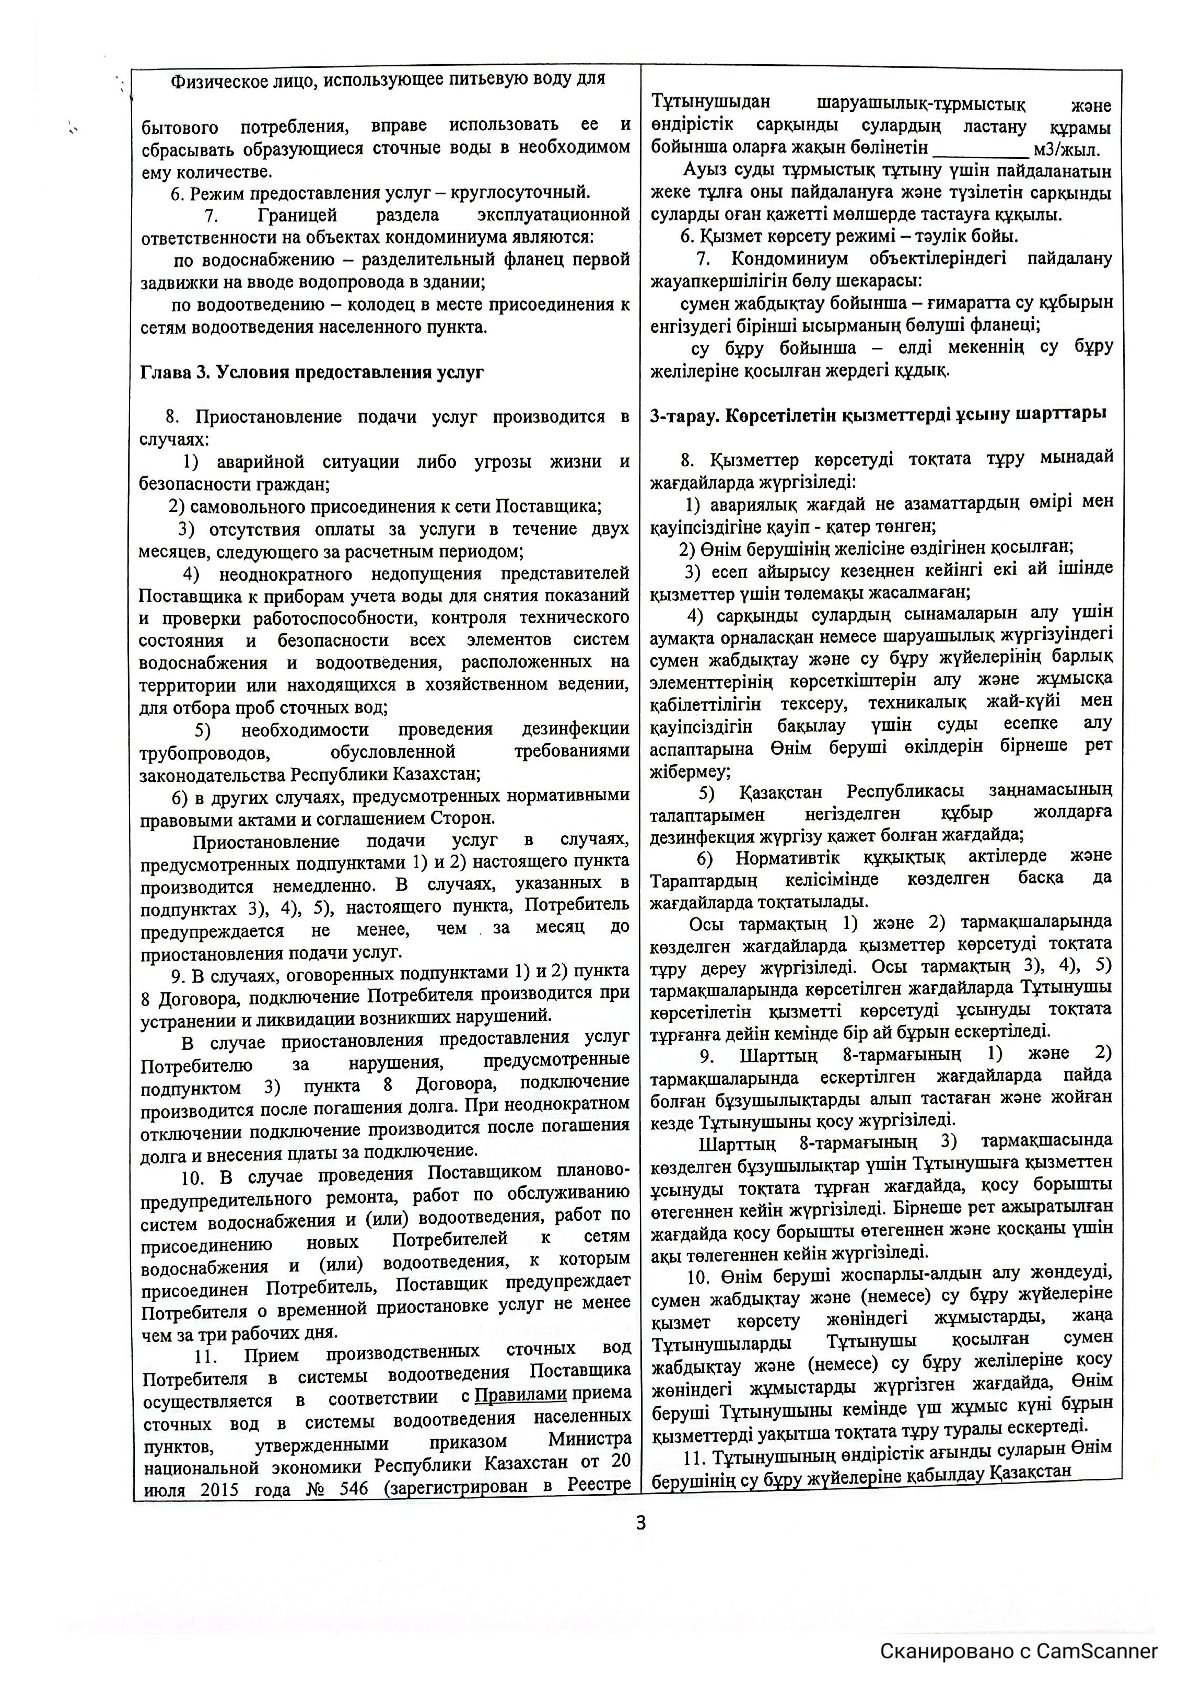 Физическое лицо, использующее питьевую воду для
бытового потребления, вправе использовать ее и
сбрасывать образующиеся сточные воды в необходимом
ему количестве.
6. Режим предоставления услуг – круглосуточный.
7. Границей раздела эксплуатационной
ответственности на объектах кондоминиума являются:
по водоснабжению – разделительный фланец первой
задвижки на вводе водопровода в здании;
по водоотведению – колодец в месте присоединения к
сетям водоотведения населенного пункта.
Глава 3. Условия предоставления услуг
8. Приостановление подачи услуг производится в
случаях:
1) аварийной ситуации либо угрозы жизни и
безопасности граждан;
2) самовольного присоединения к сети Поставщика;
3) отсутствия оплаты за услуги в течение двух
месяцев, следующего за расчетным периодом;
4) неоднократного недопущения представителей
Поставщика к приборам учета воды для снятия показаний
и проверки работоспособности, контроля технического
состояния и безопасности всех элементов систем
водоснабжения и водоотведения, расположенных на
территории или находящихся в хозяйственном ведении,
для отбора проб сточных вод;
5) необходимости проведения дезинфекции
трубопроводов, обусловленной требованиями
законодательства Республики Казахстан;
6) в других случаях, предусмотренных нормативными
правовыми актами и соглашением Сторон.
Приостановление подачи услуг в случаях,
предусмотренных подпунктами 1) и 2) настоящего пункта
производится немедленно. В случаях, указанных в
подпунктах 3), 4), 5), настоящего пункта, Потребитель
предупреждается не менее, чем за месяц до
приостановления подачи услуг.
9. В случаях, оговоренных подпунктами 1) и 2) пункта
8 Договора, подключение Потребителя производится при
устранении и ликвидации возникших нарушений.
В случае приостановления предоставления услуг
Потребителю за нарушения, предусмотренные
подпунктом 3) пункта 8 Договора, подключение
производится после погашения долга. При неоднократном
отключении подключение производится после погашения
долга и внесения платы за подключение.
10. В случае проведения Поставщиком планово-
предупредительного ремонта, работ по обслуживанию
систем водоснабжения и (или) водоотведения, работ по
присоединению новых Потребителей к сетям
водоснабжения и (или) водоотведения, к которым
присоединен Потребитель, Поставщик предупреждает
Потребителя о временной приостановке услуг не менее
чем за три рабочих дня.
11. Прием производственных сточных вод
Потребителя в системы водоотведения Поставщика
осуществляется в соответствии с Правилами приема
сточных вод в системы водоотведения населенных
пунктов, утвержденными приказом Министра
национальной экономики Республики Казахстан от 20
июля 2015 года № 546 (зарегистрирован в Реестре
Тұтынушыдан шаруашылық-тұрмыстық және
өндірістік сарқынды сулардың ластану құрамы
бойынша оларға жақын бөлінетін __________ м3/жыл.
Ауыз суды тұрмыстық тұтыну үшін пайдаланатын
жеке тұлға оны пайдалануға және түзілетін сарқынды
суларды оған қажетті мөлшерде тастауға құқылы.
6. Қызмет көрсету режимі – тәулік бойы.
7. Кондоминиум объектілеріндегі пайдалану
жауапкершілігін бөлу шекарасы:
сумен жабдықтау бойынша – ғимаратта су құбырын
енгізудегі бірінші ысырманың бөлуші фланеці;
су бұру бойынша – елді мекеннің су бұру
желілеріне қосылған жердегі құдық.
3-тарау. Көрсетілетін қызметтерді ұсыну шарттары
8. Қызметтер көрсетуді тоқтата тұру мынадай
жағдайларда жүргізіледі:
1) авариялық жағдай не азаматтардың өмірі мен
қауіпсіздігіне қауіп - қатер төнген;
2) Өнім берушінің желісіне өздігінен қосылған;
3) есеп айырысу кезеңнен кейінгі екі ай ішінде
қызметтер үшін төлемақы жасалмаған;
4) сарқынды сулардың сынамаларын алу үшін
аумақта орналасқан немесе шаруашылық жүргізуіндегі
сумен жабдықтау және су бұру жүйелерінің барлық
элементтерінің көрсеткіштерін алу және жұмысқа
қабілеттілігін тексеру, техникалық жай-күйі мен
қауіпсіздігін бақылау үшін суды есепке алу
аспаптарына Өнім беруші өкілдерін бірнеше рет
жібермеу;
5) Қазақстан Республикасы заңнамасының
талаптарымен негізделген құбыр жолдарға
дезинфекция жүргізу қажет болған жағдайда;
6) Нормативтік құқықтық актілерде және
Тараптардың келісімінде көзделген басқа да
жағдайларда тоқтатылады.
Осы тармақтың 1) және 2) тармақшаларында
көзделген жағдайларда қызметтер көрсетуді тоқтата
тұру дереу жүргізіледі. Осы тармақтың 3), 4), 5)
тармақшаларында көрсетілген жағдайларда Тұтынушы
көрсетілетін қызметті көрсетуді ұсынуды тоқтата
тұрғанға дейін кемінде бір ай бұрын ескертіледі.
9. Шарттың 8-тармағының 1) және 2)
тармақшаларында ескертілген жағдайларда пайда
болған бұзушылықтарды алып тастаған және жойған
кезде Тұтынушыны қосу жүргізіледі.
Шарттың 8-тармағының 3) тармақшасында
көзделген бұзушылықтар үшін Тұтынушыға қызметтен
ұсынуды тоқтата тұрған жағдайда, қосу борышты
өтегеннен кейін жүргізіледі. Бірнеше рет ажыратылған
жағдайда қосу борышты өтегеннен және қосқаны үшін
ақы төлегеннен кейін жүргізіледі.
10. Өнім беруші жоспарлы-алдын алу жөндеуді,
сумен жабдықтау және (немесе) су бұру жүйелеріне
қызмет көрсету жөніндегі жұмыстарды, жаңа
Тұтынушыларды Тұтынушы қосылған сумен
жабдықтау және (немесе) су бұру желілеріне қосу
жөніндегі жұмыстарды жүргізген жағдайда, Өнім
беруші Тұтынушыны кемінде үш жұмыс күні бұрын
қызметтерді уақытша тоқтата тұру туралы ескертеді.
11. Тұтынушының өндірістік ағынды суларын Өнім
берушінің су бұру жүйелеріне қабылдау Қазақстан
3
Сканировано с CamScanner